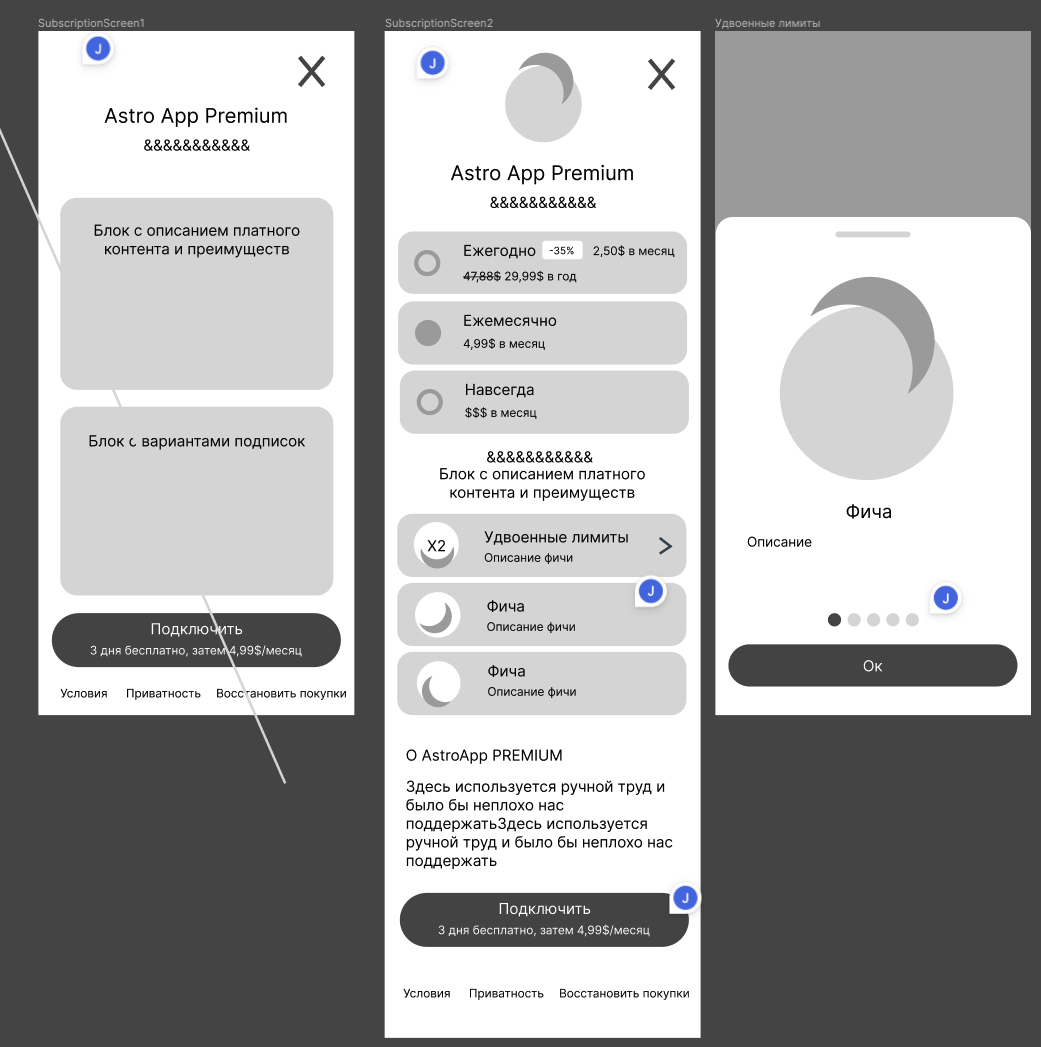 SubscriptionScreen1
J
Astro App Premium
&&&&&&&&&&&
Блок с описанием платного
контента и преимуществ
Блок с вариантами подписок
Подключить
3 дня бесплатно, затем 4,99$/месяц
Условия Приватность Восстановить покупки
SubscriptionScreen2
J
Astro App Premium
&&&&&&&&&&&
Ежегодно -35% 2,50$ в месяц
47,88$ 29,99$ в год
Ежемесячно
4,99$ в месяц
Навсегда
$$$ в месяц
&&&&&&&&&&&
Блок с описанием платного
контента и преимуществ
X2
Удвоенные лимиты
Описание фичи
J
Фича
Описание фичи
Фича
Описание фичи
О AstroApp PREMIUM
Здесь используется ручной труд и
было бы неплохо нас
поддержатьЗдесь используется
ручной труд и было бы неплохо нас
поддержать
J
Подключить
3 дня бесплатно, затем 4,99$/месяц
Условия Приватность Восстановить покупки
Удвоенные лимиты
Фича
Описание
J
Ок